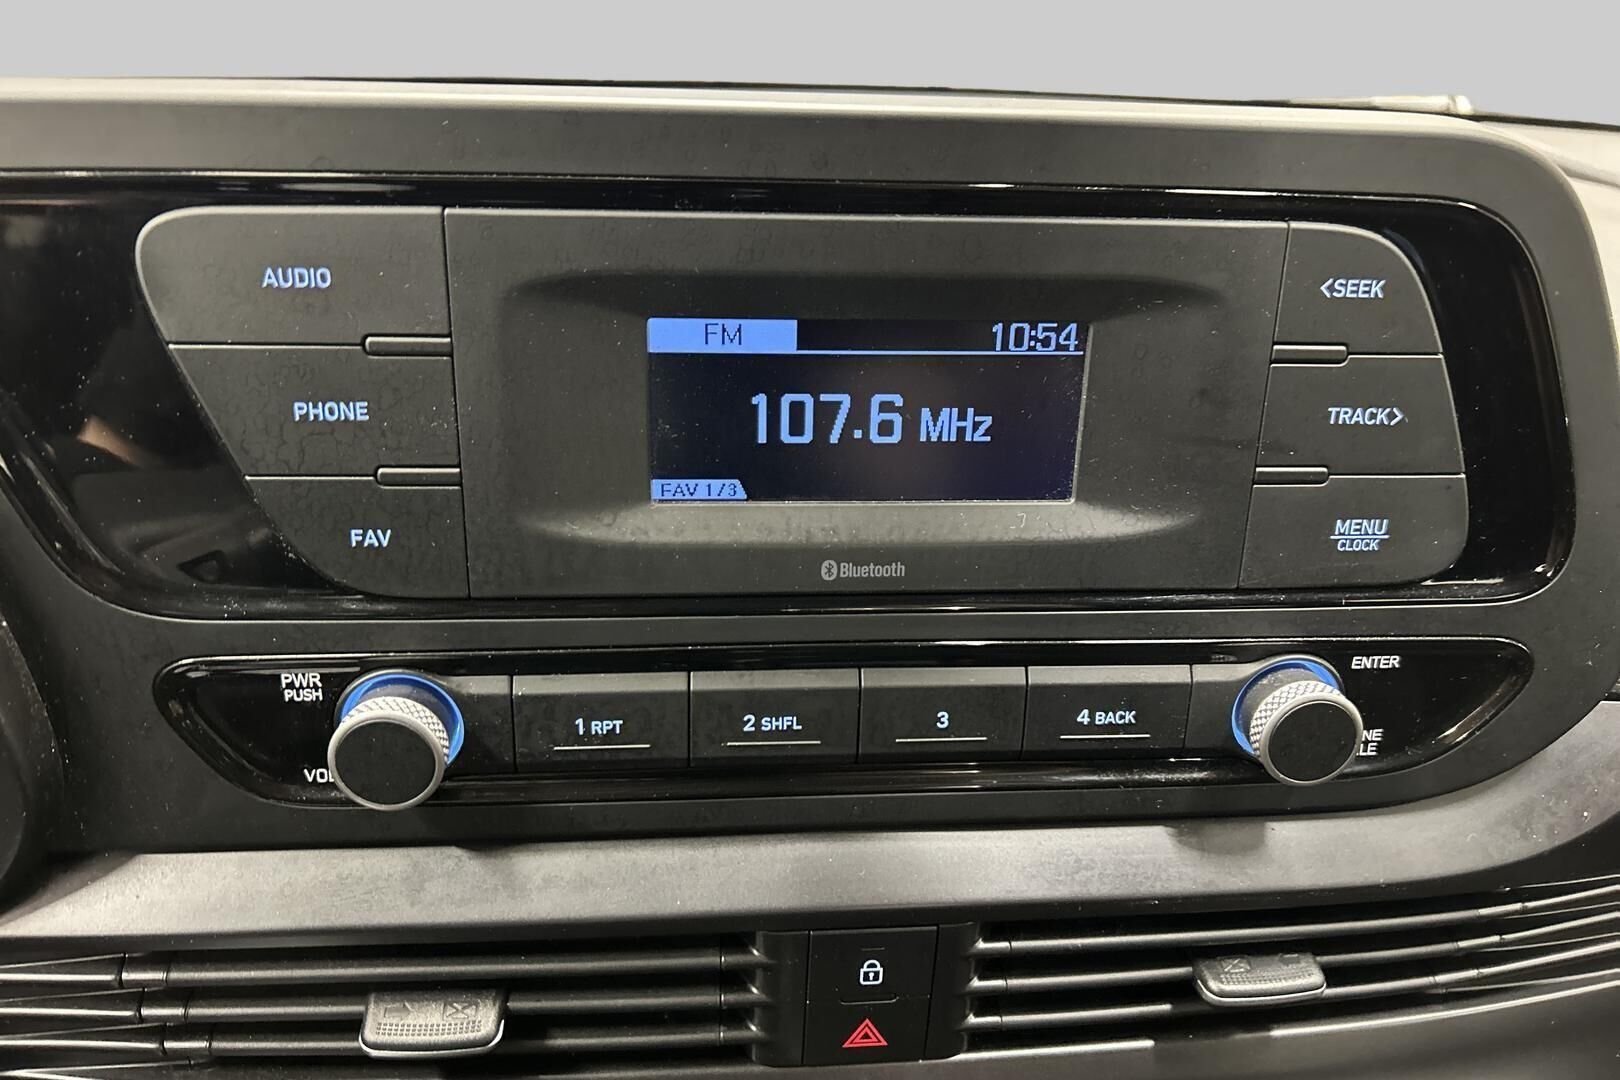 AUDIO
PHONE
FAV
FM 10:54
107.6 MHz
FAV 1/3
Bluetooth
<SEEK
TRACK>
MENU
CLOCK
PWR
PUSH
1 RPT
2 SHFL
3
4 BACK
ENTER